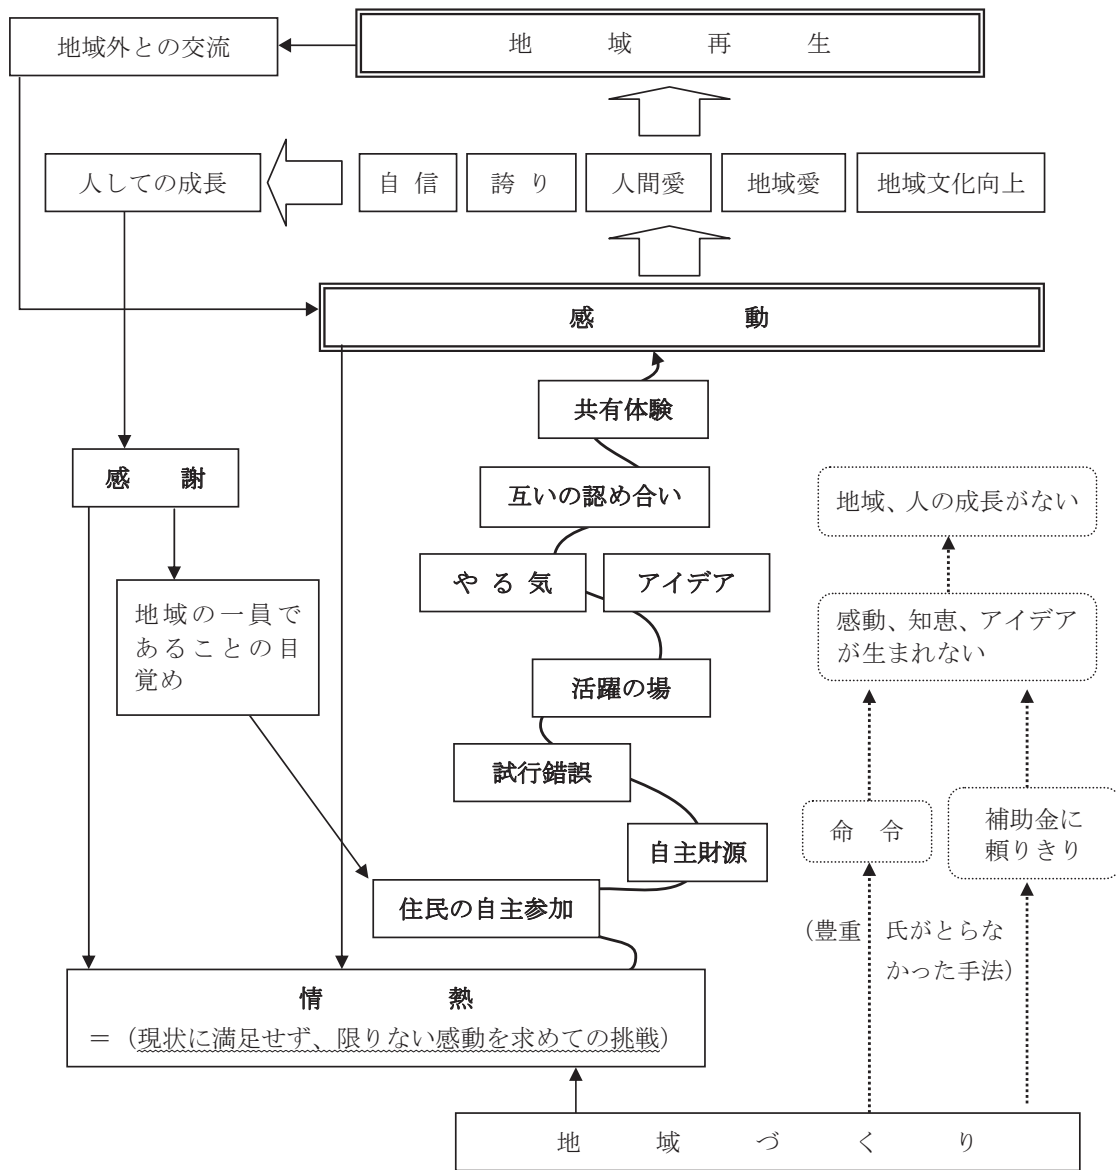 地域外との交流
地域再生
人しての成長
自信
誇り
人間愛
地域愛
地域文化向上
感動
共有体験
感謝
互いの認め合い
地域、人の成長がない
やる気
アイデア
地域の一員で
あることの目
覚め
感動、知恵、アイデア
が生まれない
活躍の場
試行錯誤
命令
補助金に
頼りきり
自主財源
住民の自主参加
(豊重氏がとらな
かった手法)
情熱
=(現状に満足せず、限りない感動を求めての挑戦)
地域づくり